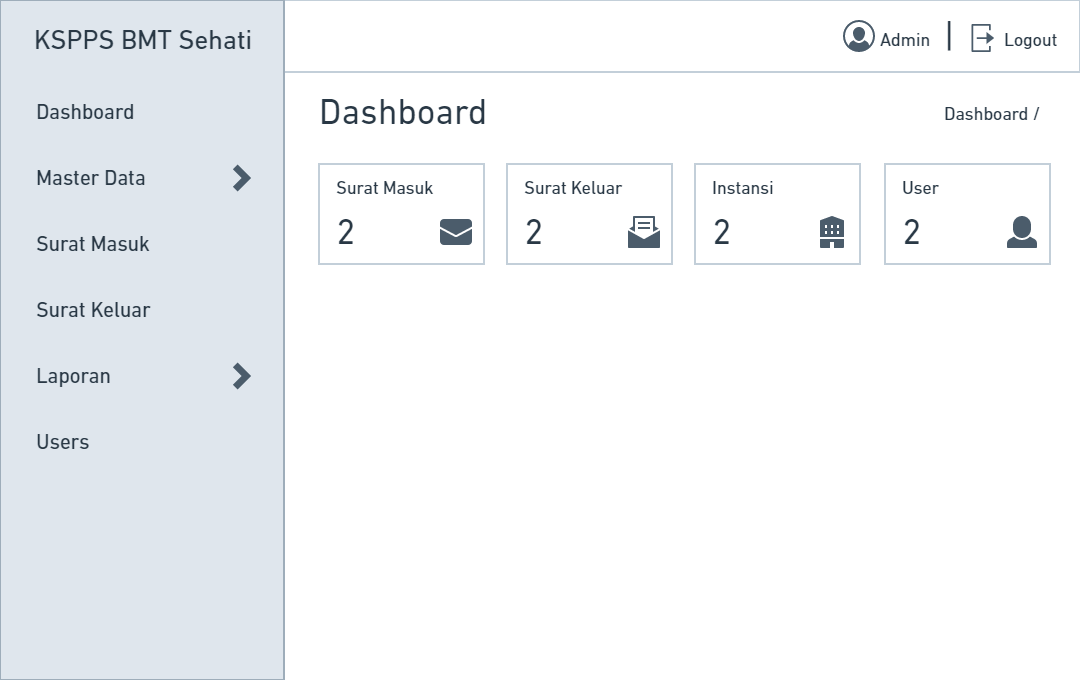 KSPPS BMT Sehati
Dashboard
Master Data
Surat Masuk
Surat Keluar
Laporan
Users
Admin | Logout
Dashboard
Dashboard /
Surat Masuk
2
Surat Keluar
2
Instansi
2
User
2